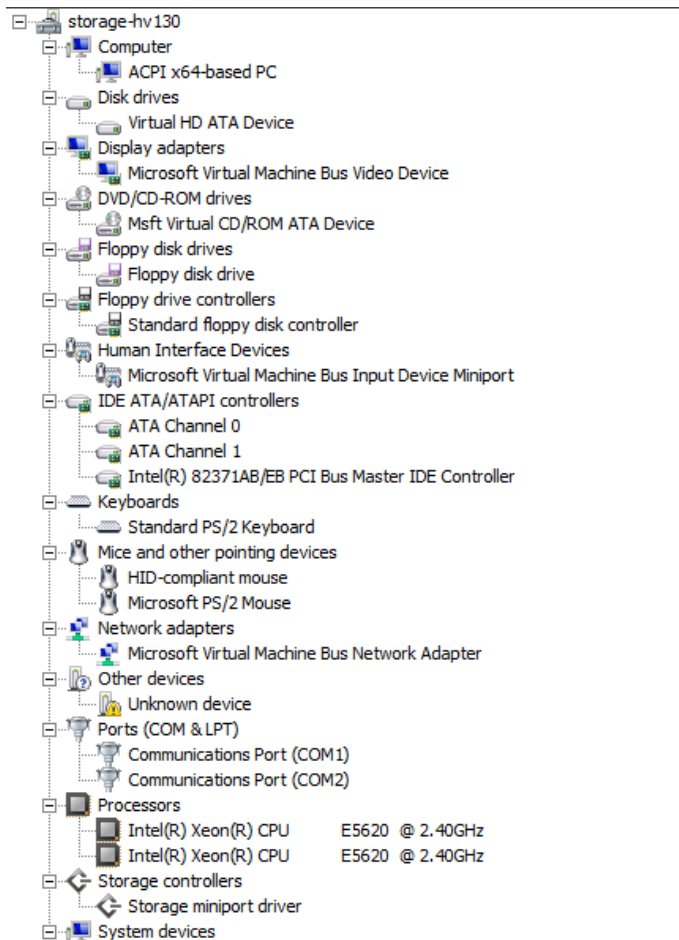 storage-hv130
Computer
ACPI x64-based PC
Disk drives
Virtual HD ATA Device
Display adapters
Microsoft Virtual Machine Bus Video Device
DVD/CD-ROM drives
Msft Virtual CD/ROM ATA Device
Floppy disk drives
Floppy disk drive
Floppy drive controllers
Standard floppy disk controller
Human Interface Devices
Microsoft Virtual Machine Bus Input Device Miniport
IDE ATA/ATAPI controllers
ATA Channel 0
ATA Channel 1
Intel(R) 82371AB/EB PCI Bus Master IDE Controller
Keyboards
Standard PS/2 Keyboard
Mice and other pointing devices
HID-compliant mouse
Microsoft PS/2 Mouse
Network adapters
Microsoft Virtual Machine Bus Network Adapter
Other devices
Unknown device
Ports (COM & LPT)
Communications Port (COM1)
Communications Port (COM2)
Processors
Intel(R) Xeon(R) CPU E5620 @ 2.40GHz
Intel(R) Xeon(R) CPU E5620 @ 2.40GHz
Storage controllers
Storage miniport driver
System devices